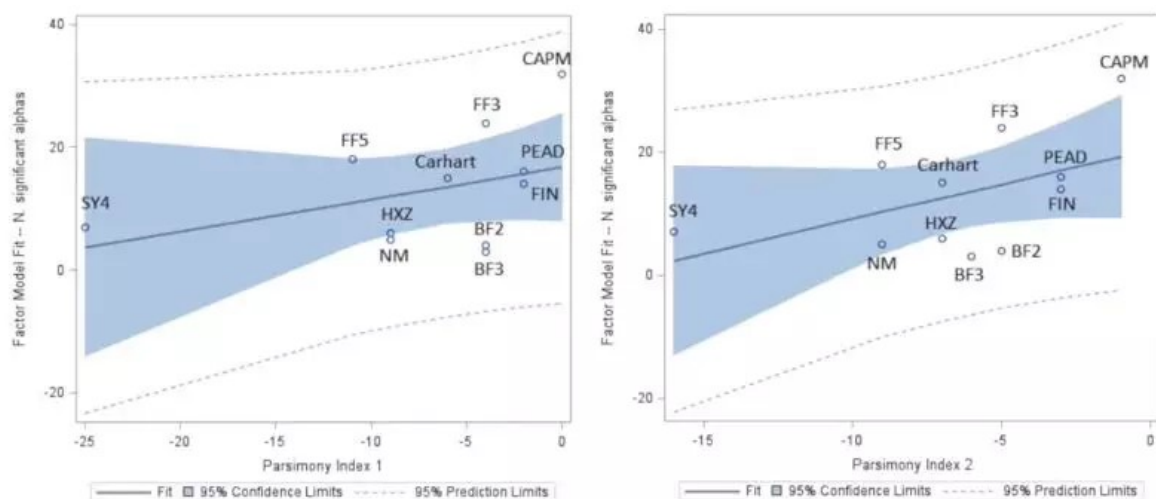 40
20
0
-20
Factor Model Fit -- N. significant alphas
CAPM
FF3
FF5
PEAD
Carhart
FIN
SY4
HXZ
NM
BF2
BF3
-25
-20
-15
-10
-5
0
Parsimony Index 1
Fit 95% Confidence Limits 95% Prediction Limits
40
20
0
-20
Factor Model Fit -- N. significant alphas
CAPM
FF3
FF5
PEAD
Carhart
FIN
SY4
HXZ
NM
BF2
BF3
-15
-10
-5
0
Parsimony Index 2
Fit 95% Confidence Limits 95% Prediction Limits